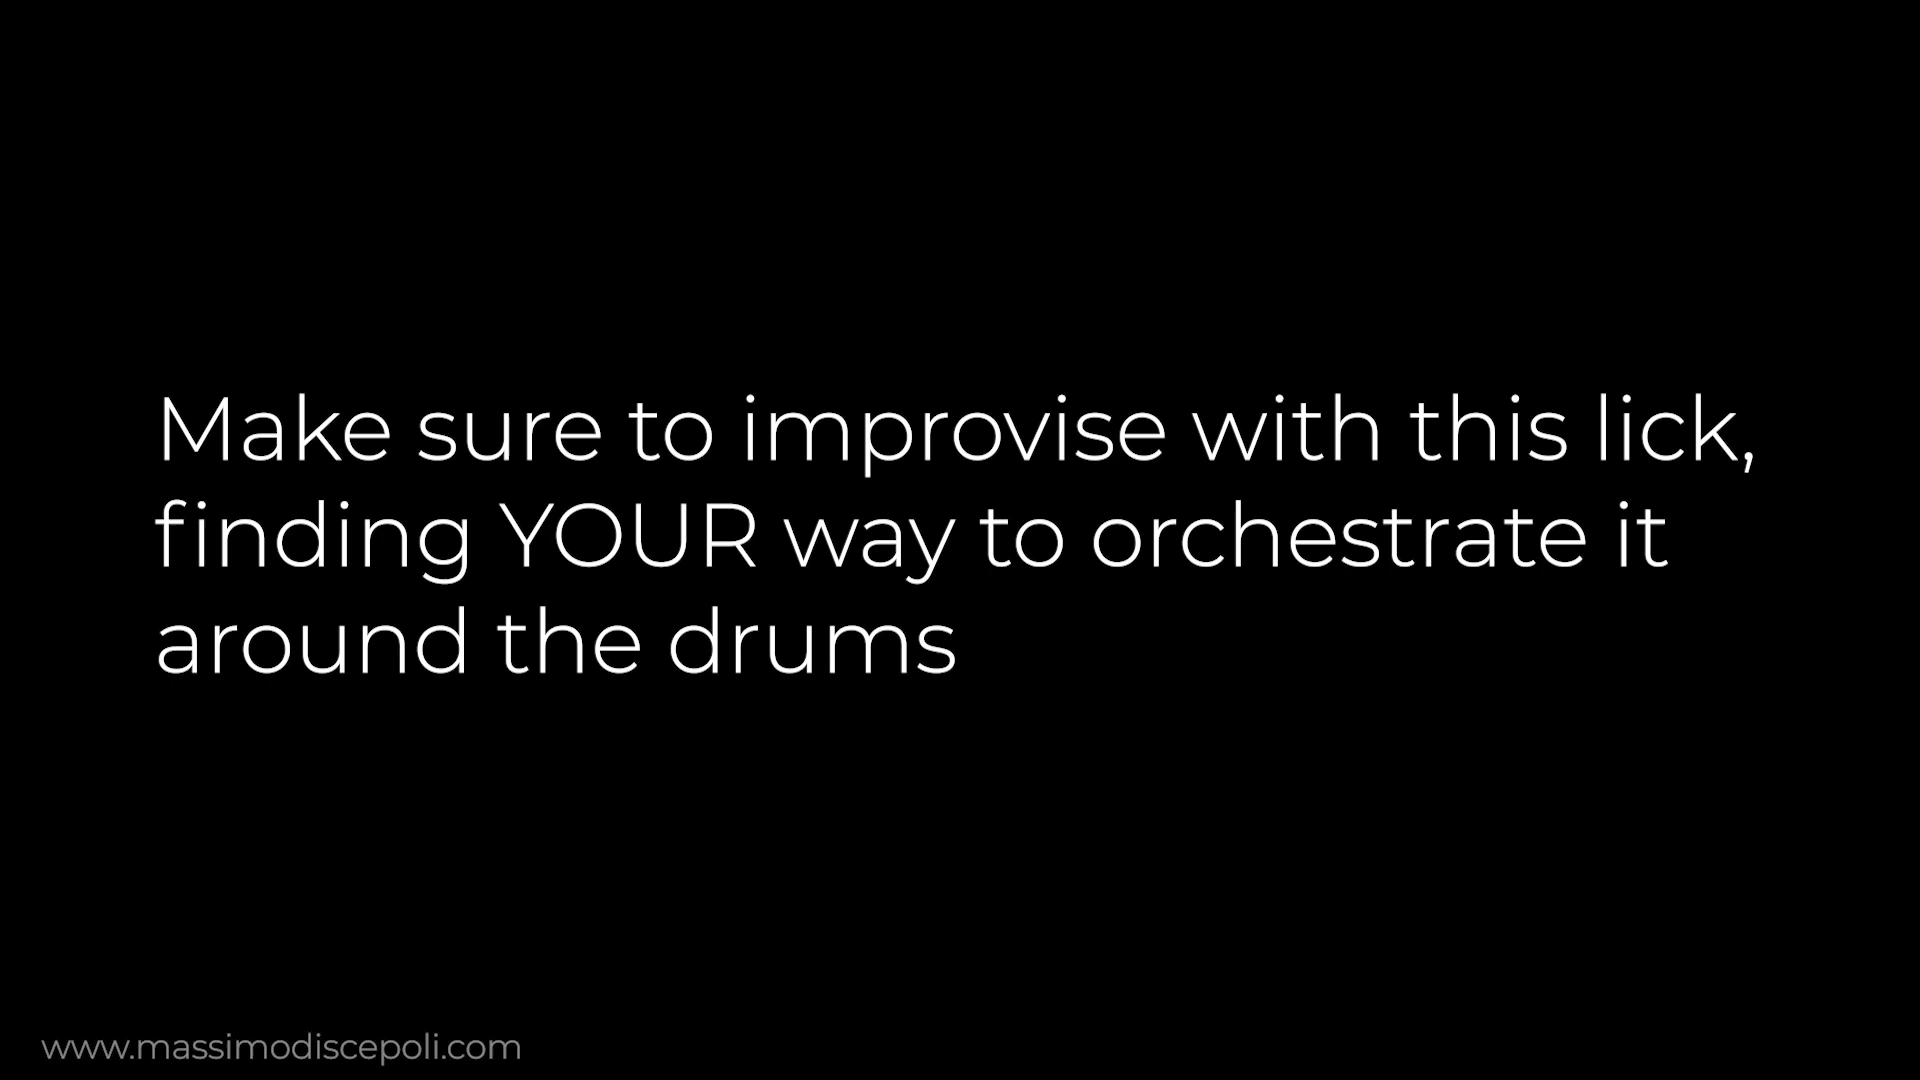 Make sure to improvise with this lick,
finding YOUR way to orchestrate it
around the drums
www.massimodiscepoli.com